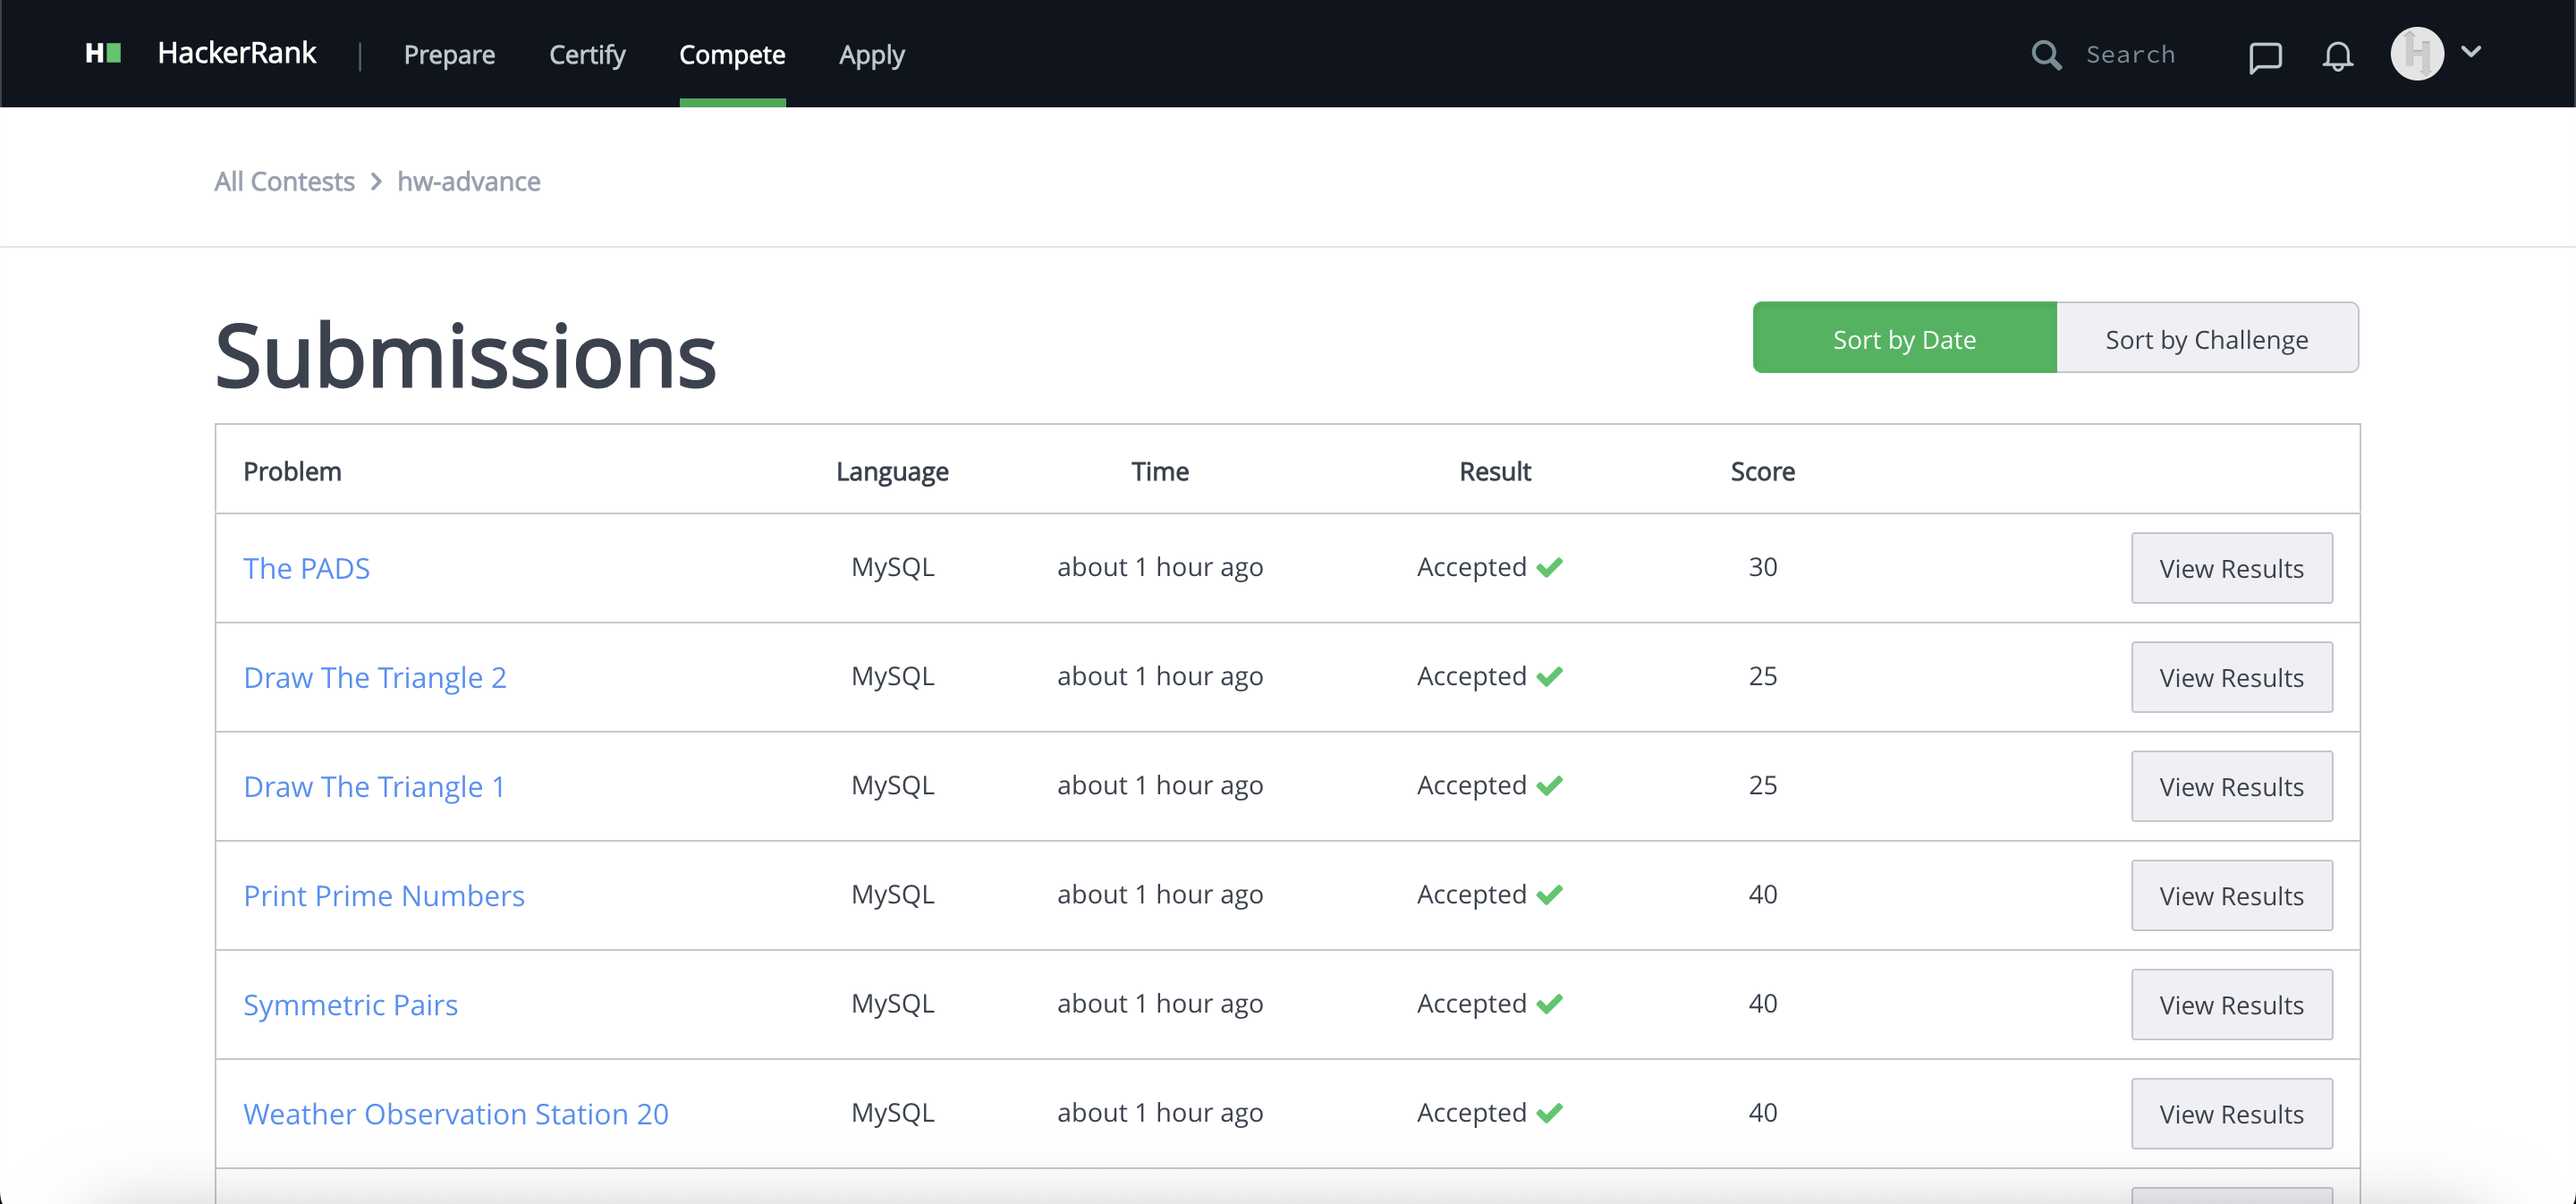 H HackerRank | Prepare Certify Compete Apply Search
All Contests > hw-advance
Submissions
Sort by Date Sort by Challenge
Problem Language Time Result Score
The PADS MySQL about 1 hour ago Accepted 30 View Results
Draw The Triangle 2 MySQL about 1 hour ago Accepted 25 View Results
Draw The Triangle 1 MySQL about 1 hour ago Accepted 25 View Results
Print Prime Numbers MySQL about 1 hour ago Accepted 40 View Results
Symmetric Pairs MySQL about 1 hour ago Accepted 40 View Results
Weather Observation Station 20 MySQL about 1 hour ago Accepted 40 View Results